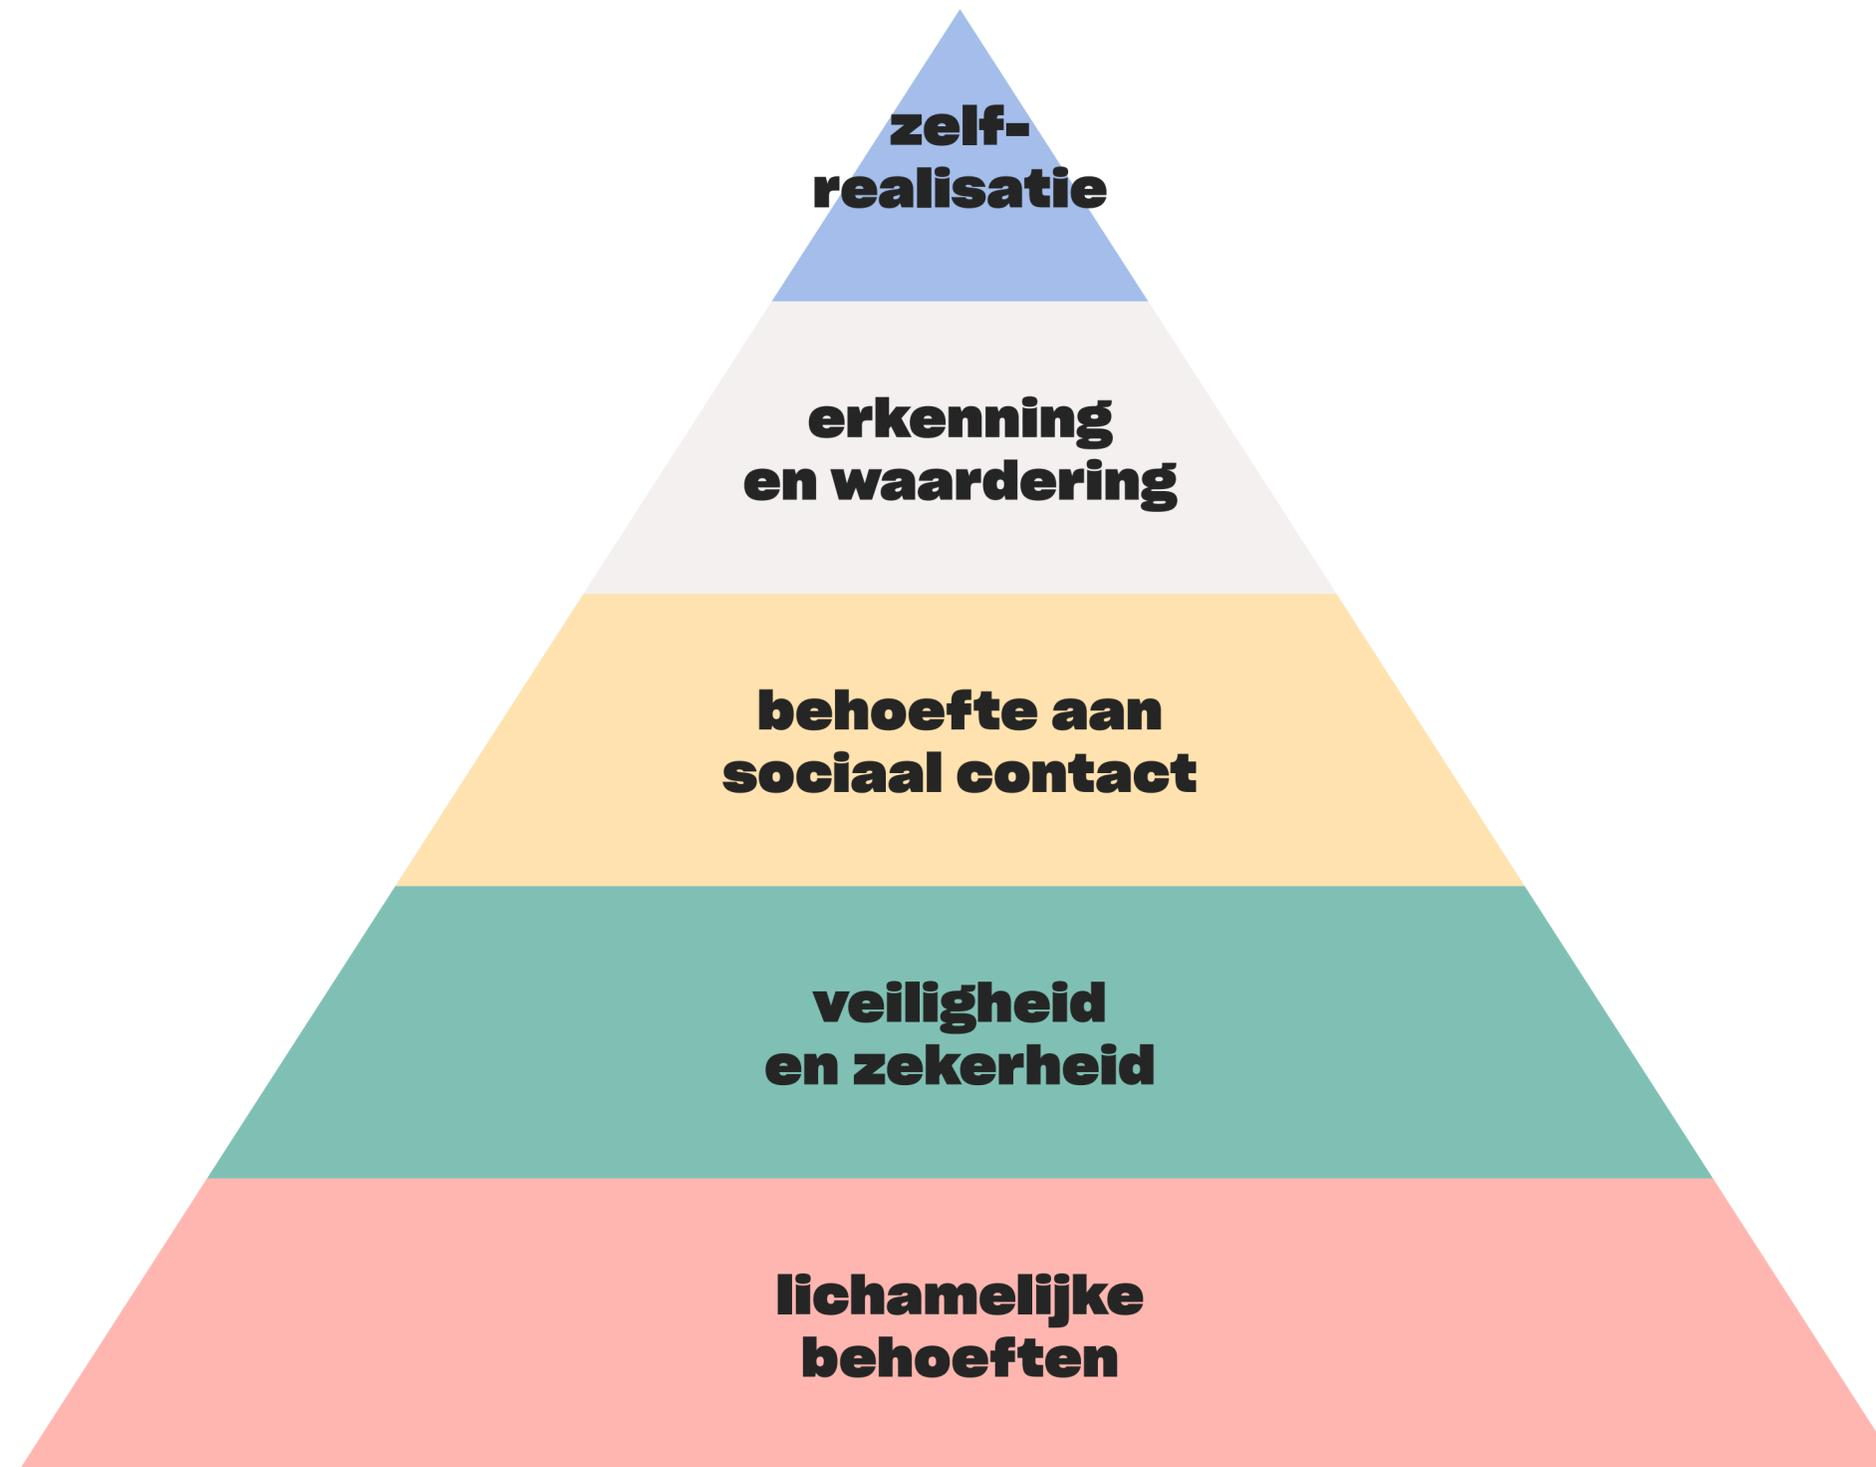 zelf-
realisatie
erkenning
en waardering
behoefte aan
sociaal contact
veiligheid
en zekerheid
lichamelijke
behoeften